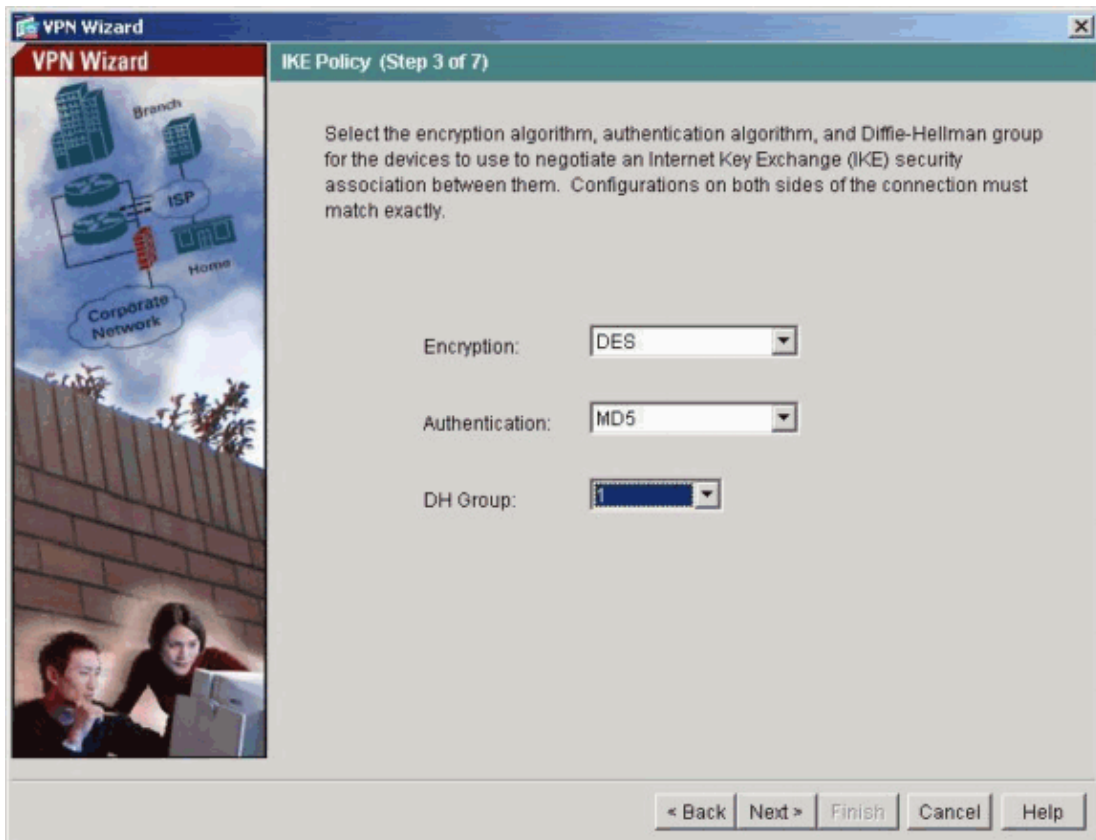 VPN Wizard
VPN Wizard
IKE Policy (Step 3 of 7)
Branch
ISP
Home
Corporate
Network
Select the encryption algorithm, authentication algorithm, and Diffie-Hellman group
for the devices to use to negotiate an Internet Key Exchange (IKE) security
association between them. Configurations on both sides of the connection must
match exactly.
Encryption: DES
Authentication: MD5
DH Group: 1
< Back Next > Finish Cancel Help